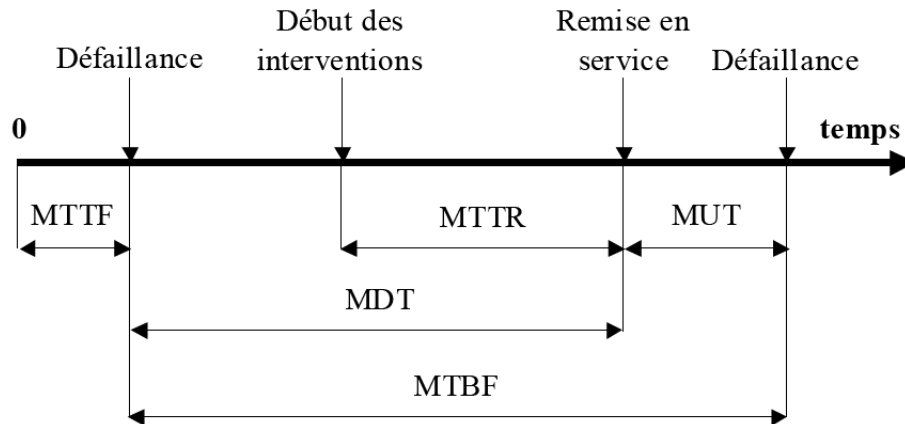 Début des
interventions
Remise en
service
Défaillance
Défaillance
0
temps
MTTF
MTTR
MUT
MDT
MTBF